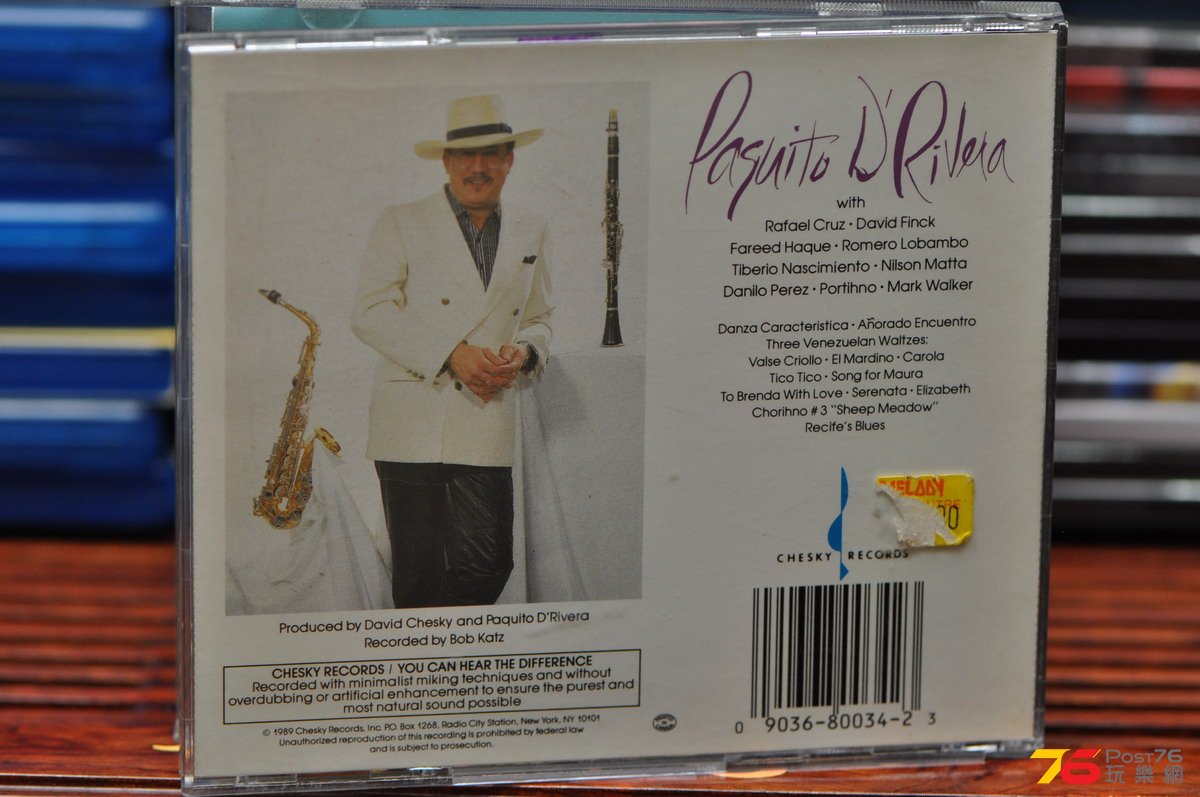 Paquito D'Rivera
with
Rafael Cruz · David Finck
Fareed Haque · Romero Lobambo
Tiberio Nascimiento · Nilson Matta
Danilo Perez · Portihno · Mark Walker
Danza Caracteristica · Añorado Encuentro
Three Venezuelan Waltzes:
Valse Criollo · El Mardino · Carola
Tico Tico · Song for Maura
To Brenda With Love · Serenata · Elizabeth
Chorihno # 3 "Sheep Meadow"
Recife's Blues
MELODY
CHESKY RECORDS
0 9036-80034-2 3
Produced by David Chesky and Paquito D'Rivera
Recorded by Bob Katz
CHESKY RECORDS / YOU CAN HEAR THE DIFFERENCE
Recorded with minimalist miking techniques and without
overdubbing or artificial enhancement to ensure the purest and
most natural sound possible
© 1989 Chesky Records, Inc. P.O. Box 1268, Radio City Station, New York, NY 10101
Unauthorized reproduction of this recording is prohibited by federal law
and is subject to prosecution.
76 POST76
玩樂網